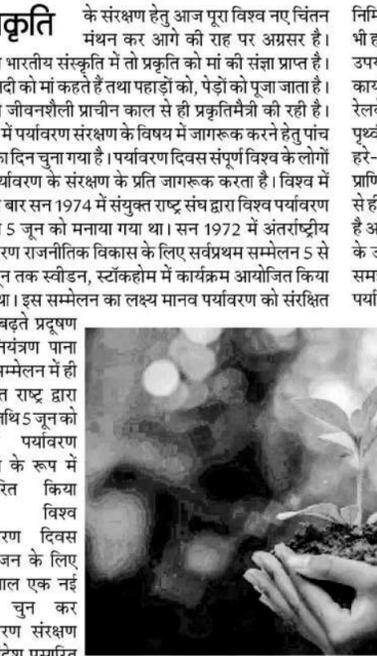 कृति
के संरक्षण हेतु आज पूरा विश्व नए चिंतन
मंथन कर आगे की राह पर अग्रसर है।
भारतीय संस्कृति में तो प्रकृति को मां की संज्ञा प्राप्त है।
दी को मां कहते हैं तथा पहाड़ों को, पेड़ों को पूजा जाता है।
जीवनशैली प्राचीन काल से ही प्रकृतिमैत्री की रही है।
में पर्यावरण संरक्षण के विषय में जागरूक करने हेतु पांच
का दिन चुना गया है। पर्यावरण दिवस संपूर्ण विश्व के लोगों
र्यावरण के संरक्षण के प्रति जागरूक करता है। विश्व में
बार सन 1974 में संयुक्त राष्ट्र संघ द्वारा विश्व पर्यावरण
5 जून को मनाया गया था। सन 1972 में अंतर्राष्ट्रीय
रण राजनीतिक विकास के लिए सर्वप्रथम सम्मेलन 5 से
न तक स्वीडन, स्टॉकहोम में कार्यक्रम आयोजित किया
था। इस सम्मेलन का लक्ष्य मानव पर्यावरण को संरक्षित
बढ़ते प्रदूषण
नियंत्रण पाना
म्मेलन में ही
त राष्ट्र द्वारा
तिथि 5 जून को
पर्यावरण
के रूप में
रित किया
विश्व
रण दिवस
जन के लिए
ाल एक नई
चुन कर
रण संरक्षण
देश प्रसारित
निमि
भी ह
उपय
कार्य
रेलवे
पृथ्वी
हरे-
प्राणि
से ही
है अ
के उ
समा
पर्या